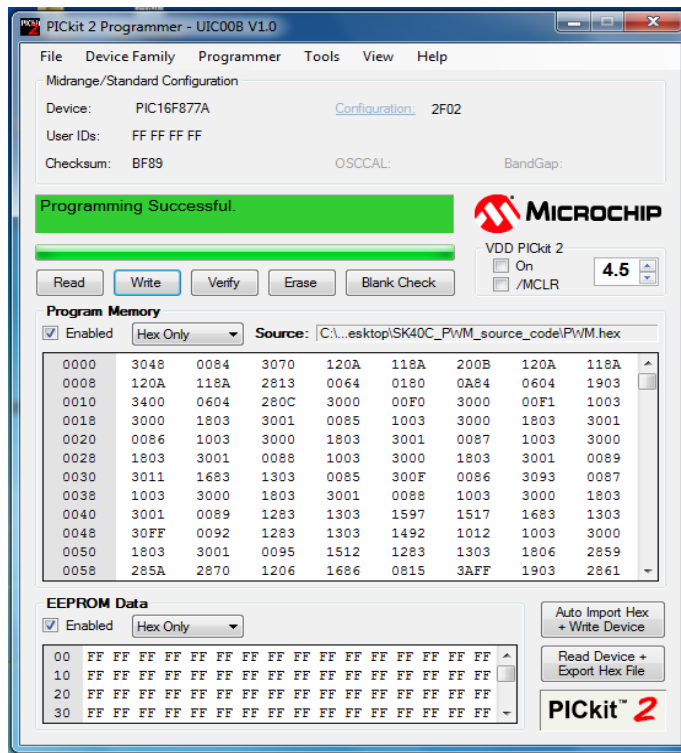 PICkit 2 Programmer - UIC00B V1.0
File Device Family Programmer Tools View Help
Midrange/Standard Configuration
Device: PIC16F877A Configuration: 2F02
User IDs: FF FF FF FF
Checksum: BF89 OSCCAL: BandGap:
Programming Successful.
MICROCHIP
VDD PICkit 2
On
/MCLR
4.5
Read Write Verify Erase Blank Check
Program Memory
Enabled Hex Only Source: C:\...esktop\SK40C_PWM_source_code\PWM.hex
0000 3048 0084 3070 120A 118A 200B 120A 118A
0008 120A 118A 2813 0064 0180 0A84 0604 1903
0010 3400 0604 280C 3000 00F0 3000 00F1 1003
0018 3000 1803 3001 0085 1003 3000 1803 3001
0020 0086 1003 3000 1803 3001 0087 1003 3000
0028 1803 3001 0088 1003 3000 1803 3001 0089
0030 3011 1683 1303 0085 300F 0086 3093 0087
0038 1003 3000 1803 3001 0088 1003 3000 1803
0040 3001 0089 1283 1303 1597 1517 1683 1303
0048 30FF 0092 1283 1303 1492 1012 1003 3000
0050 1803 3001 0095 1512 1283 1303 1806 2859
0058 285A 2870 1206 1686 0815 3AFF 1903 2861
EEPROM Data
Enabled Hex Only
00 FF FF FF FF FF FF FF FF FF FF FF FF FF FF FF FF
10 FF FF FF FF FF FF FF FF FF FF FF FF FF FF FF FF
20 FF FF FF FF FF FF FF FF FF FF FF FF FF FF FF FF
30 FF FF FF FF FF FF FF FF FF FF FF FF FF FF FF FF
Auto Import Hex
+ Write Device
Read Device +
Export Hex File
PICkit™ 2